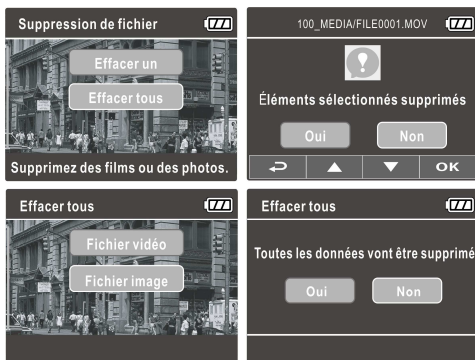 Suppression de fichier
Effacer un
Effacer tous
Supprimez des films ou des photos.
100_MEDIA/FILE0001.MOV
Éléments sélectionnés supprimés
Oui
Non
OK
Effacer tous
Fichier vidéo
Fichier image
Effacer tous
Toutes les données vont être supprimé
Oui
Non